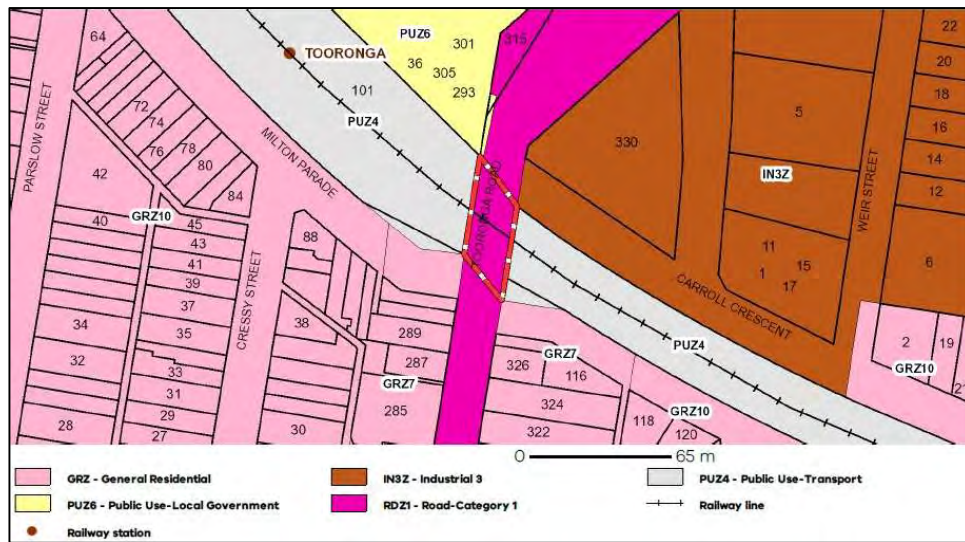 64
PUZ6
301
315
22
TOORONGA
36
305
20
101
293
5
18
72
PUZ4
74
16
76
78
330
14
80
IN3Z
42
84
12
PARSLOW STREET
MILTON PARADE
TOORONGA ROAD
WEIR STREET
GRZ10
40
45
88
43
11
15
6
41
1
17
39
CARROLL CRESCENT
37
CRESSY STREET
34
38
289
PUZ4
2
19
35
GRZ7
32
287
326
116
GRZ10
21
33
GRZ7
31
324
285
GRZ10
28
29
30
118
27
322
120
0
65 m
GRZ - General Residential
IN3Z - Industrial 3
PUZ4 - Public Use-Transport
PUZ6 - Public Use-Local Government
RDZ1 - Road-Category 1
Railway line
Railway station